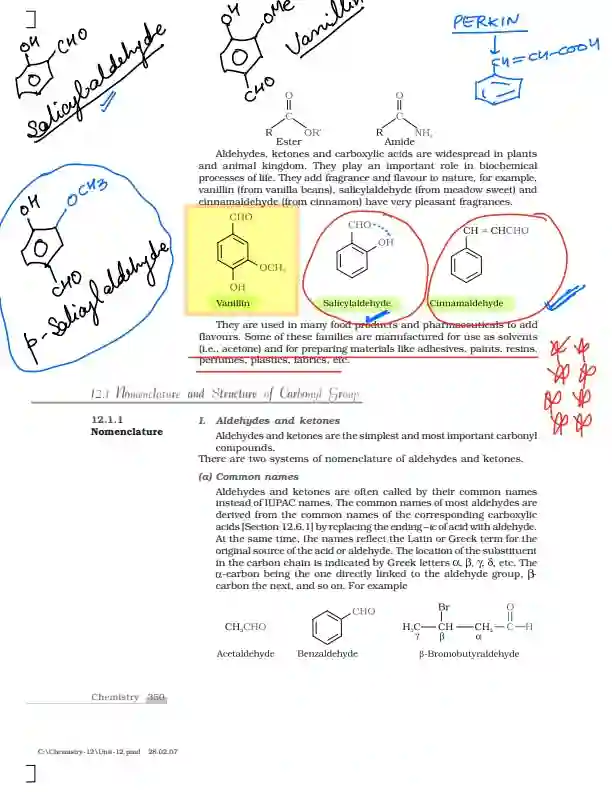 OH
CHO
Salicylaldehyde
OH
OMe
CHO
Vanillin
PERKIN
CH=CH-COOH
O
C
R OR'
Ester
O
C
R NH₂
Amide
Aldehydes, ketones and carboxylic acids are widespread in plants
and animal kingdom. They play an important role in biochemical
processes of life. They add fragrance and flavour to nature, for example,
vanillin (from vanilla beans), salicylaldehyde (from meadow sweet) and
cinnamaldehyde (from cinnamon) have very pleasant fragrances.
OH
OCH3
CHO
p-Salicylaldehyde
CHO
OCH₃
OH
Vanillin
CHO
OH
Salicylaldehyde
CH = CHCHO
Cinnamaldehyde
They are used in many food products and pharmaceuticals to add
flavours. Some of these families are manufactured for use as solvents
(i.e., acetone) and for preparing materials like adhesives, paints, resins,
perfumes, plastics, fabrics, etc.
12.1 Nomenclature and Structure of Carbonyl Group
12.1.1
Nomenclature
I. Aldehydes and ketones
Aldehydes and ketones are the simplest and most important carbonyl
compounds.
There are two systems of nomenclature of aldehydes and ketones.
(a) Common names
Aldehydes and ketones are often called by their common names
instead of IUPAC names. The common names of most aldehydes are
derived from the common names of the corresponding carboxylic
acids [Section 12.6.1] by replacing the ending –ic of acid with aldehyde.
At the same time, the names reflect the Latin or Greek term for the
original source of the acid or aldehyde. The location of the substituent
in the carbon chain is indicated by Greek letters α, β, γ, δ, etc. The
α-carbon being the one directly linked to the aldehyde group, β-
carbon the next, and so on. For example
CH₃CHO
Acetaldehyde
CHO
Benzaldehyde
Br O
H₃C—CH—CH₂—C—H
γ β α
β-Bromobutyraldehyde
Chemistry 350
C:\Chemistry-12\Unit-12.pmd 28.02.07